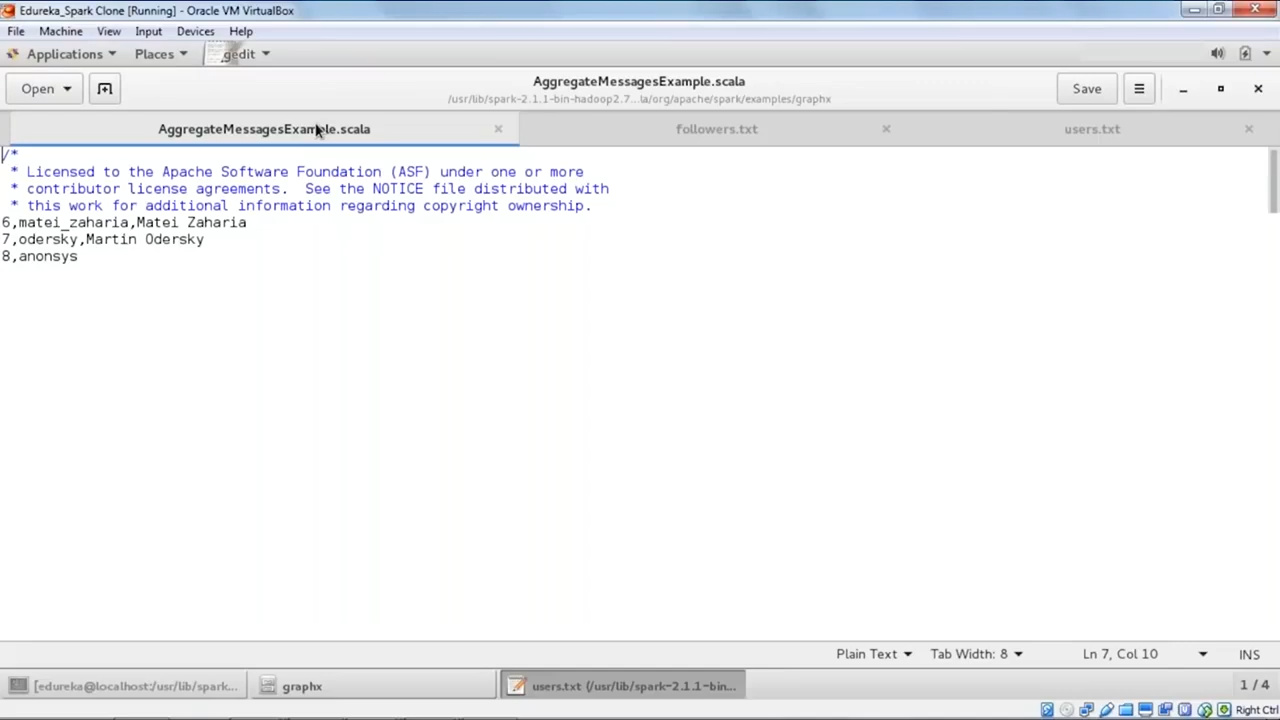 Edureka_Spark Clone [Running] - Oracle VM VirtualBox
File Machine View Input Devices Help
Applications Places gedit
Open AggregateMessagesExample.scala Save
/usr/lib/spark-2.1.1-bin-hadoop2.7...la/org/apache/spark/examples/graphx
AggregateMessagesExample.scala followers.txt users.txt
/*
* Licensed to the Apache Software Foundation (ASF) under one or more
* contributor license agreements.  See the NOTICE file distributed with
* this work for additional information regarding copyright ownership.
6,matei_zaharia,Matei Zaharia
7,odersky,Martin Odersky
8,anonsys
Plain Text Tab Width: 8 Ln 7, Col 10 INS
[edureka@localhost:/usr/lib/spark... graphx users.txt (/usr/lib/spark-2.1.1-bin... 1 / 4
Right Ctrl